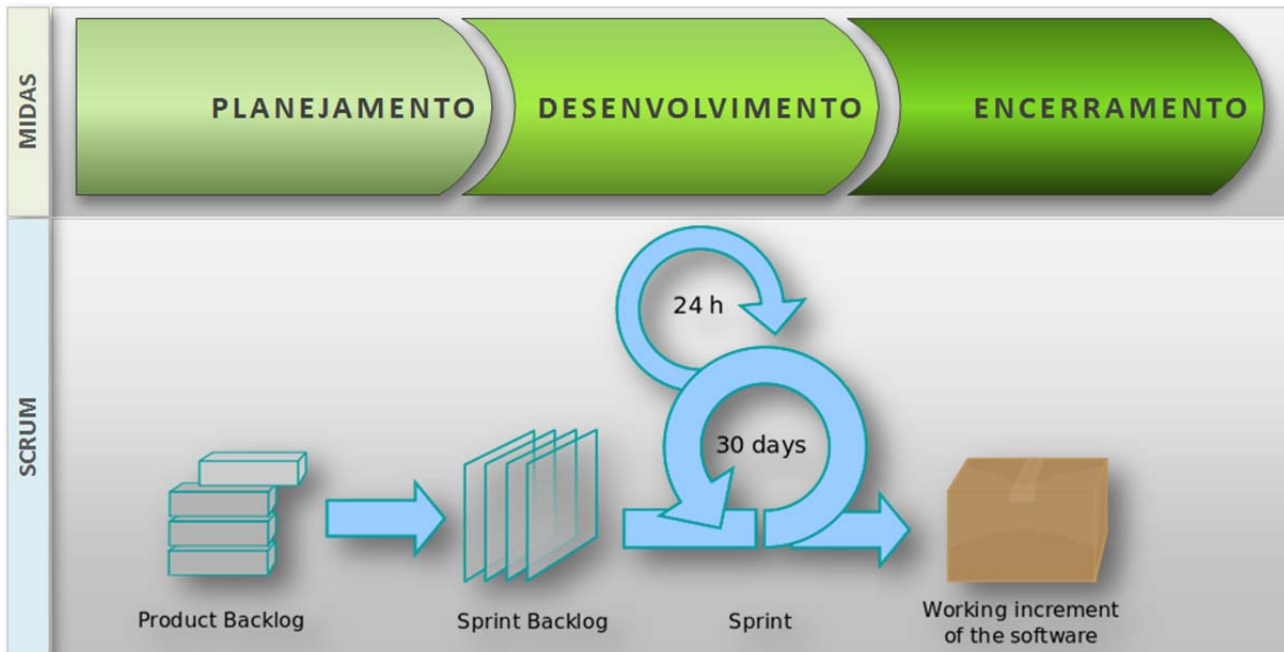 MIDAS
PLANEJAMENTO
DESENVOLVIMENTO
ENCERRAMENTO
SCRUM
24 h
30 days
Product Backlog
Sprint Backlog
Sprint
Working increment
of the software